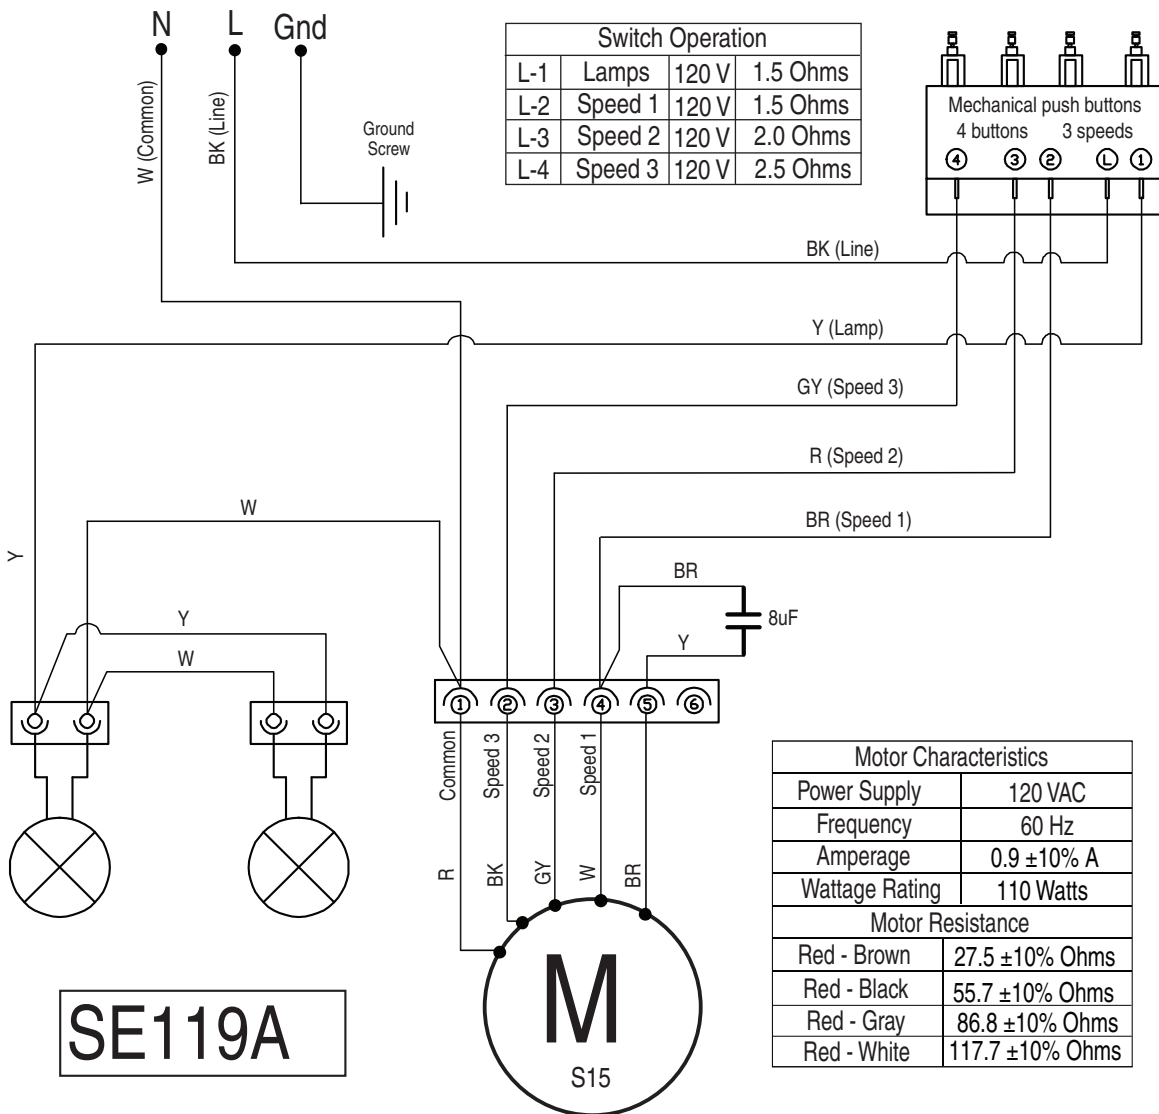 N L Gnd
W (Common)
BK (Line)
Ground
Screw
Switch Operation
L-1 Lamps 120 V 1.5 Ohms
L-2 Speed 1 120 V 1.5 Ohms
L-3 Speed 2 120 V 2.0 Ohms
L-4 Speed 3 120 V 2.5 Ohms
Mechanical push buttons
4 buttons 3 speeds
4 3 2 L 1
BK (Line)
Y (Lamp)
GY (Speed 3)
R (Speed 2)
BR (Speed 1)
W
Y
Y
W
BR
8uF
Y
1 2 3 4 5 6
Common
Speed 3
Speed 2
Speed 1
R
BK
GY
W
BR
M
S15
SE119A
Motor Characteristics
Power Supply 120 VAC
Frequency 60 Hz
Amperage 0.9 ±10% A
Wattage Rating 110 Watts
Motor Resistance
Red - Brown 27.5 ±10% Ohms
Red - Black 55.7 ±10% Ohms
Red - Gray 86.8 ±10% Ohms
Red - White 117.7 ±10% Ohms